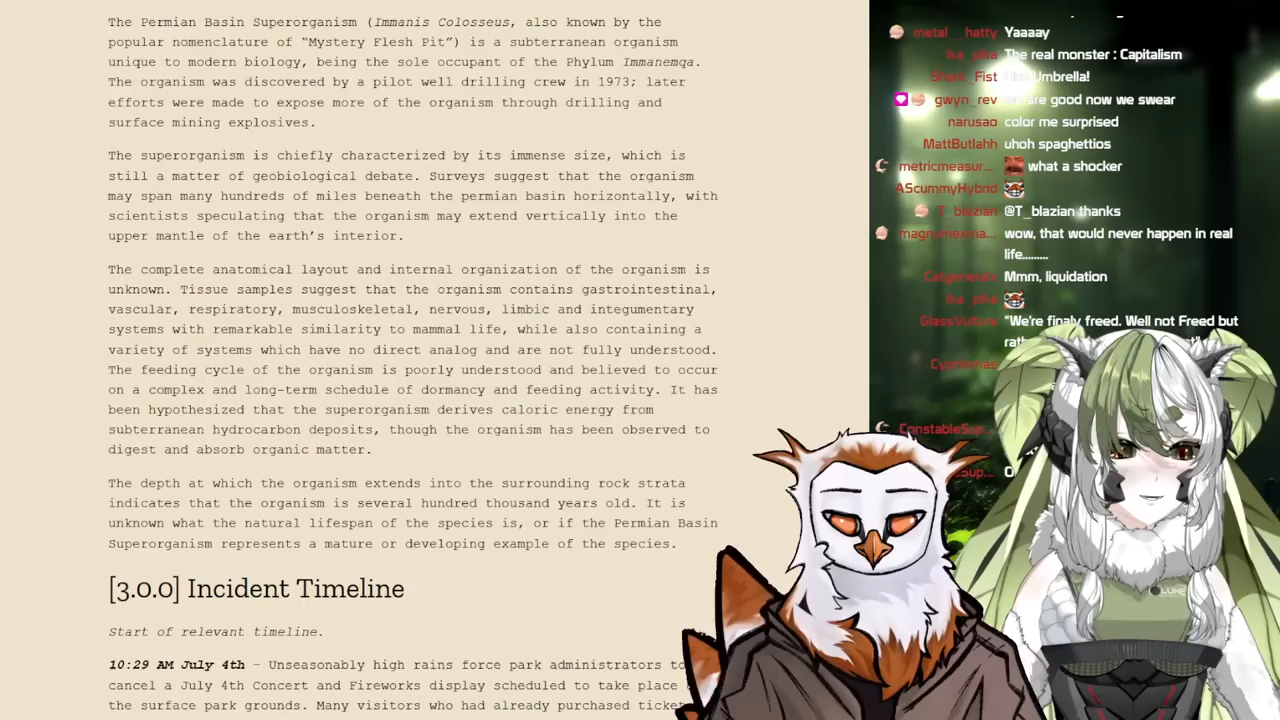 The Permian Basin Superorganism (Immanis Colosseus, also known by the
popular nomenclature of “Mystery Flesh Pit”) is a subterranean organism
unique to modern biology, being the sole occupant of the Phylum Immanemqa.
The organism was discovered by a pilot well drilling crew in 1973; later
efforts were made to expose more of the organism through drilling and
surface mining explosives.
The superorganism is chiefly characterized by its immense size, which is
still a matter of biological debate. Surveys suggest that the organism
may span many hundreds of miles beneath the permian basin horizontally, with
scientists speculating that the organism may extend vertically into the
upper mantle of the earth’s interior.
The complete anatomical layout and internal organization of the organism is
unknown. Tissue samples suggest that the organism contains gastrointestinal,
vascular, respiratory, musculoskeletal, nervous, limbic and integumentary
systems with remarkable similarity to mammal life, while also containing a
variety of systems which have no direct analog and are not fully understood.
The feeding cycle of the organism is poorly understood and believed to occur
on a complex and long-term schedule of dormancy and feeding activity. It has
been hypothesized that the superorganism derives caloric energy from
subterranean hydrocarbon deposits, though the organism has been observed to
digest and absorb organic matter.
The depth at which the organism extends into the surrounding rock strata
indicates that the organism is several hundred thousand years old. It is
unknown what the natural lifespan of the species is, or if the Permian Basin
Superorganism represents a mature or developing example of the species.
[3.0.0] Incident Timeline
Start of relevant timeline.
10:29 AM July 4th – Unseasonably high rains force park administrators to
cancel a July 4th Concert and Fireworks display scheduled to take place
the surface park grounds. Many visitors who had already purchased
metal hatty Yaaaay
ika pika The real monster : Capitalism
Shark_Fist Umbrella!
gwyn_rev are good now we swear
narusao color me surprised
MattButlahh uhoh spaghettios
metricmeasur... what a shocker
AScummyHybrid
T_blazian @T_blazian thanks
wow, that would never happen in real
life.........
Mmm, liquidation
ika pika
GlassVulture "We're finaly freed. Well not Freed but
ConstableSup...